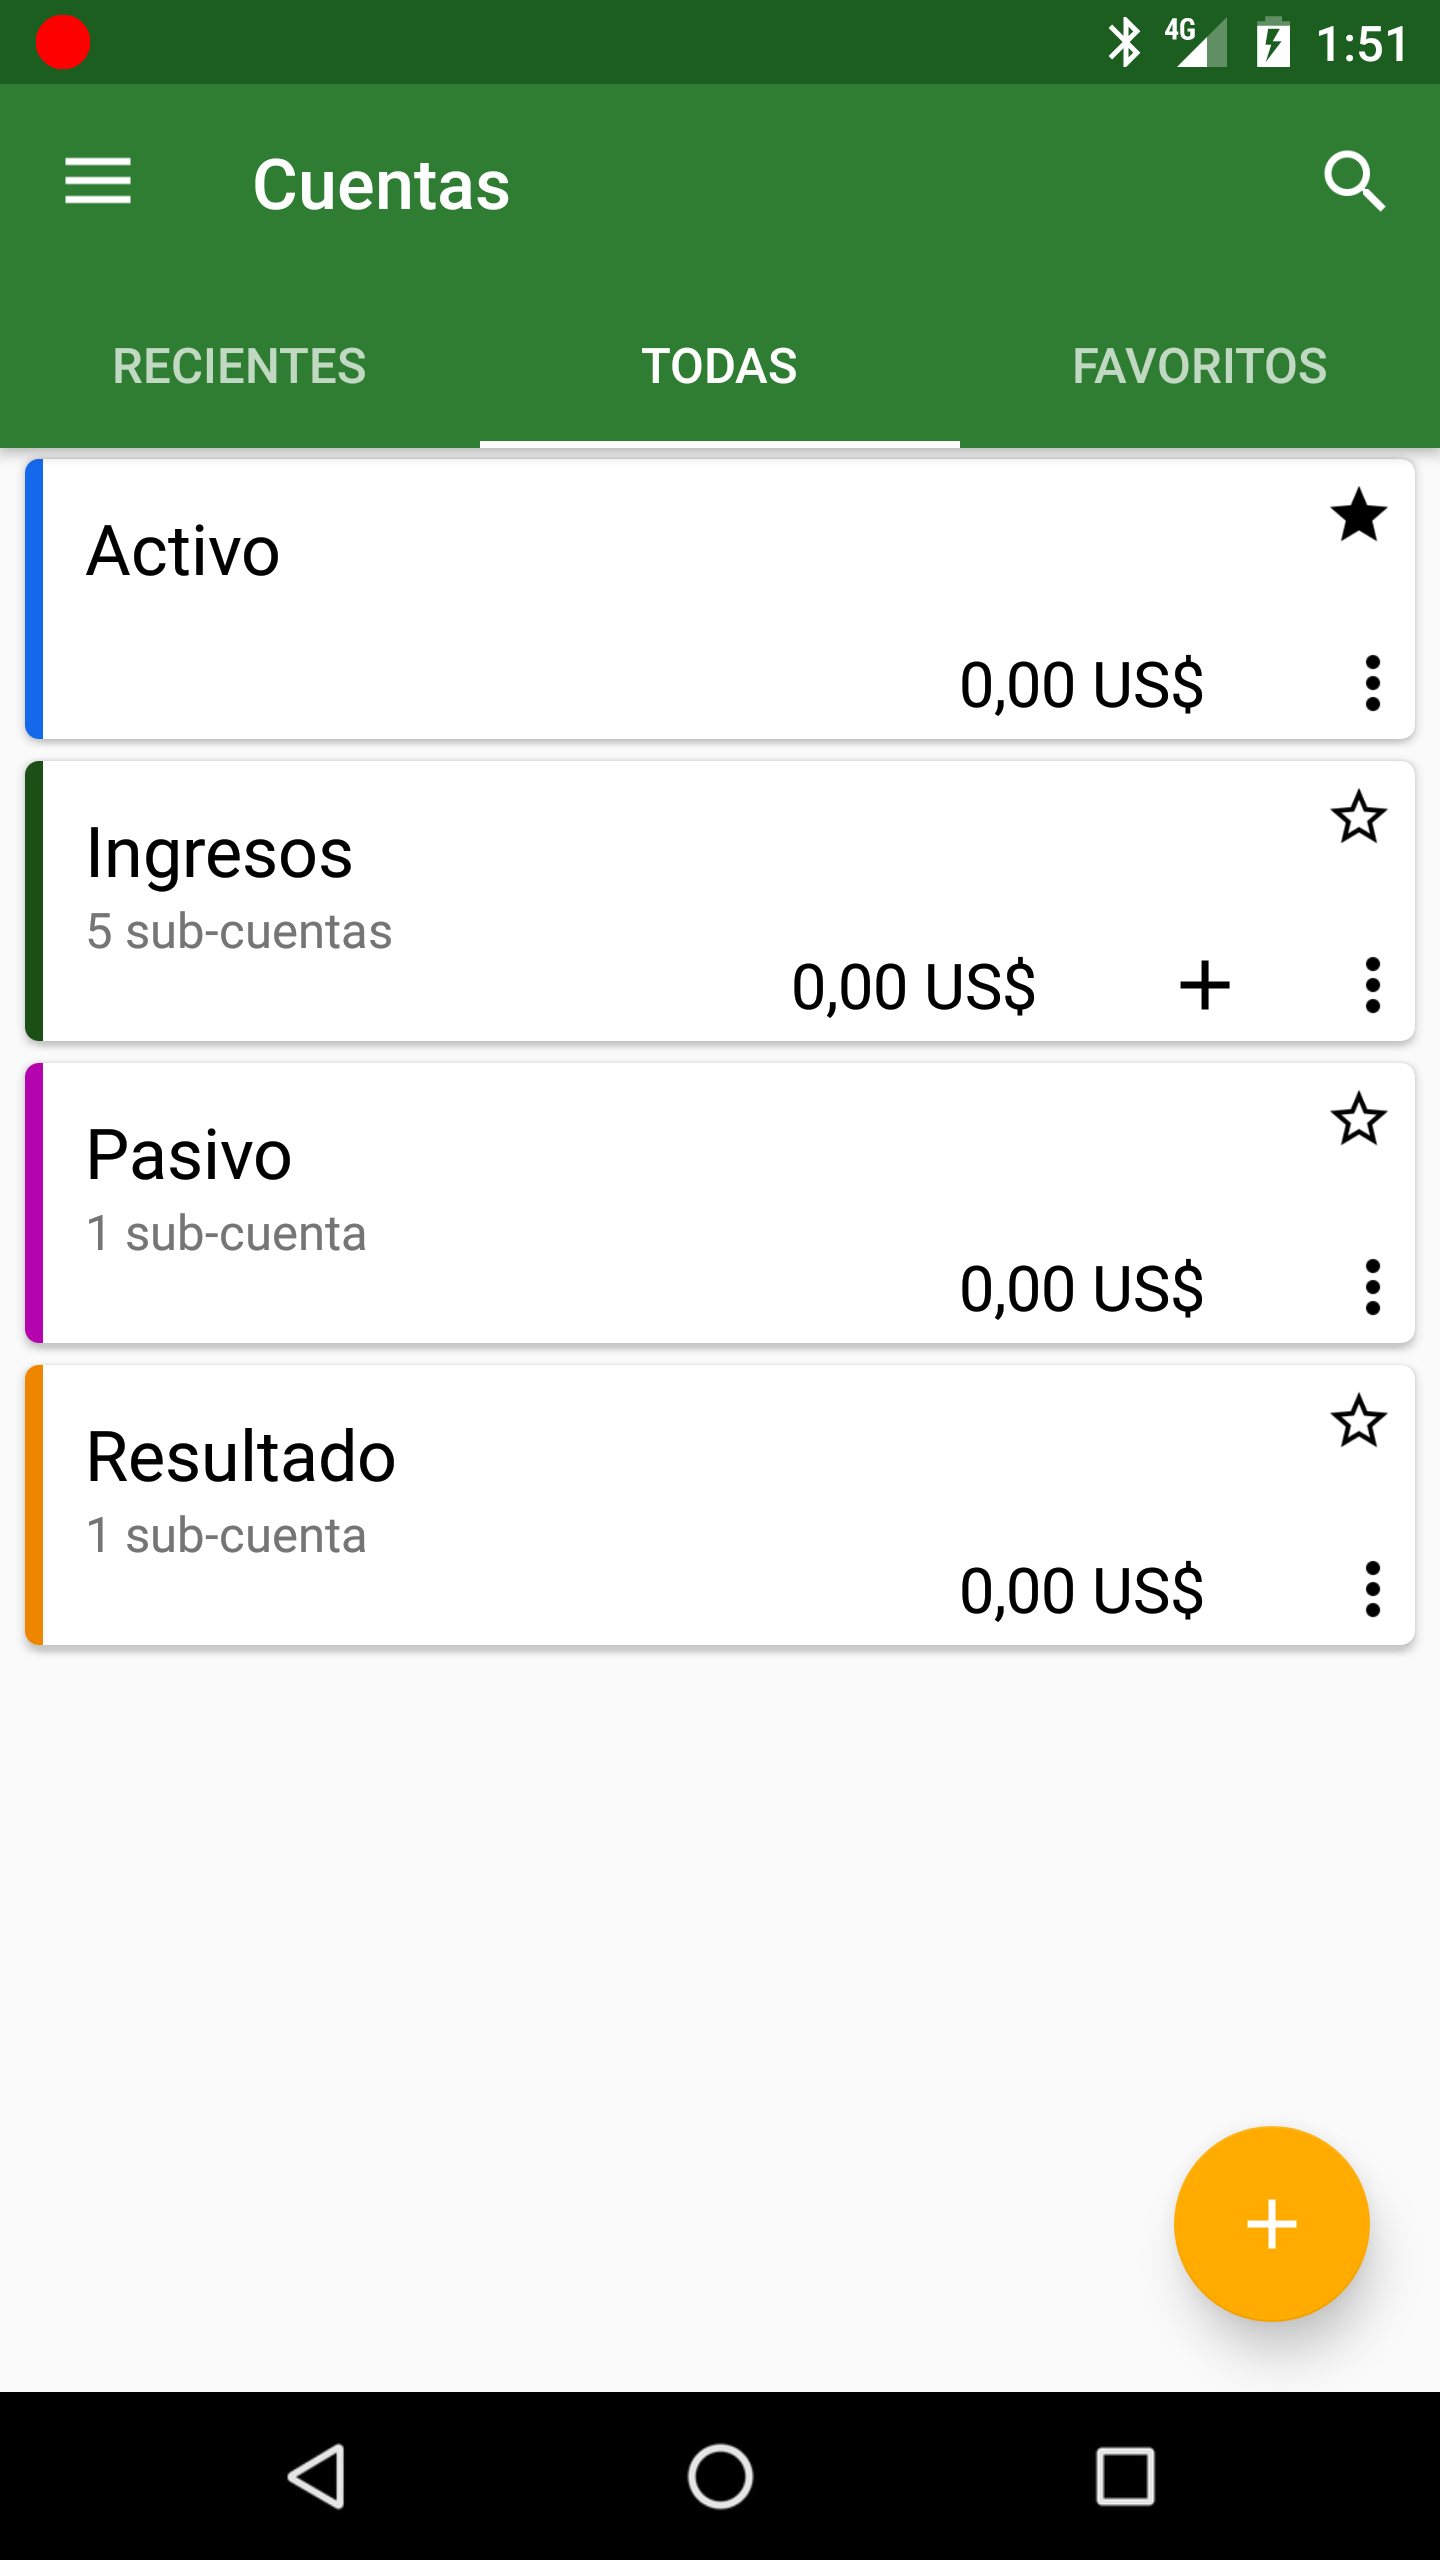 4G 1:51
Cuentas
RECIENTES TODAS FAVORITOS
Activo
0,00 US$
Ingresos
5 sub-cuentas
0,00 US$
Pasivo
1 sub-cuenta
0,00 US$
Resultado
1 sub-cuenta
0,00 US$